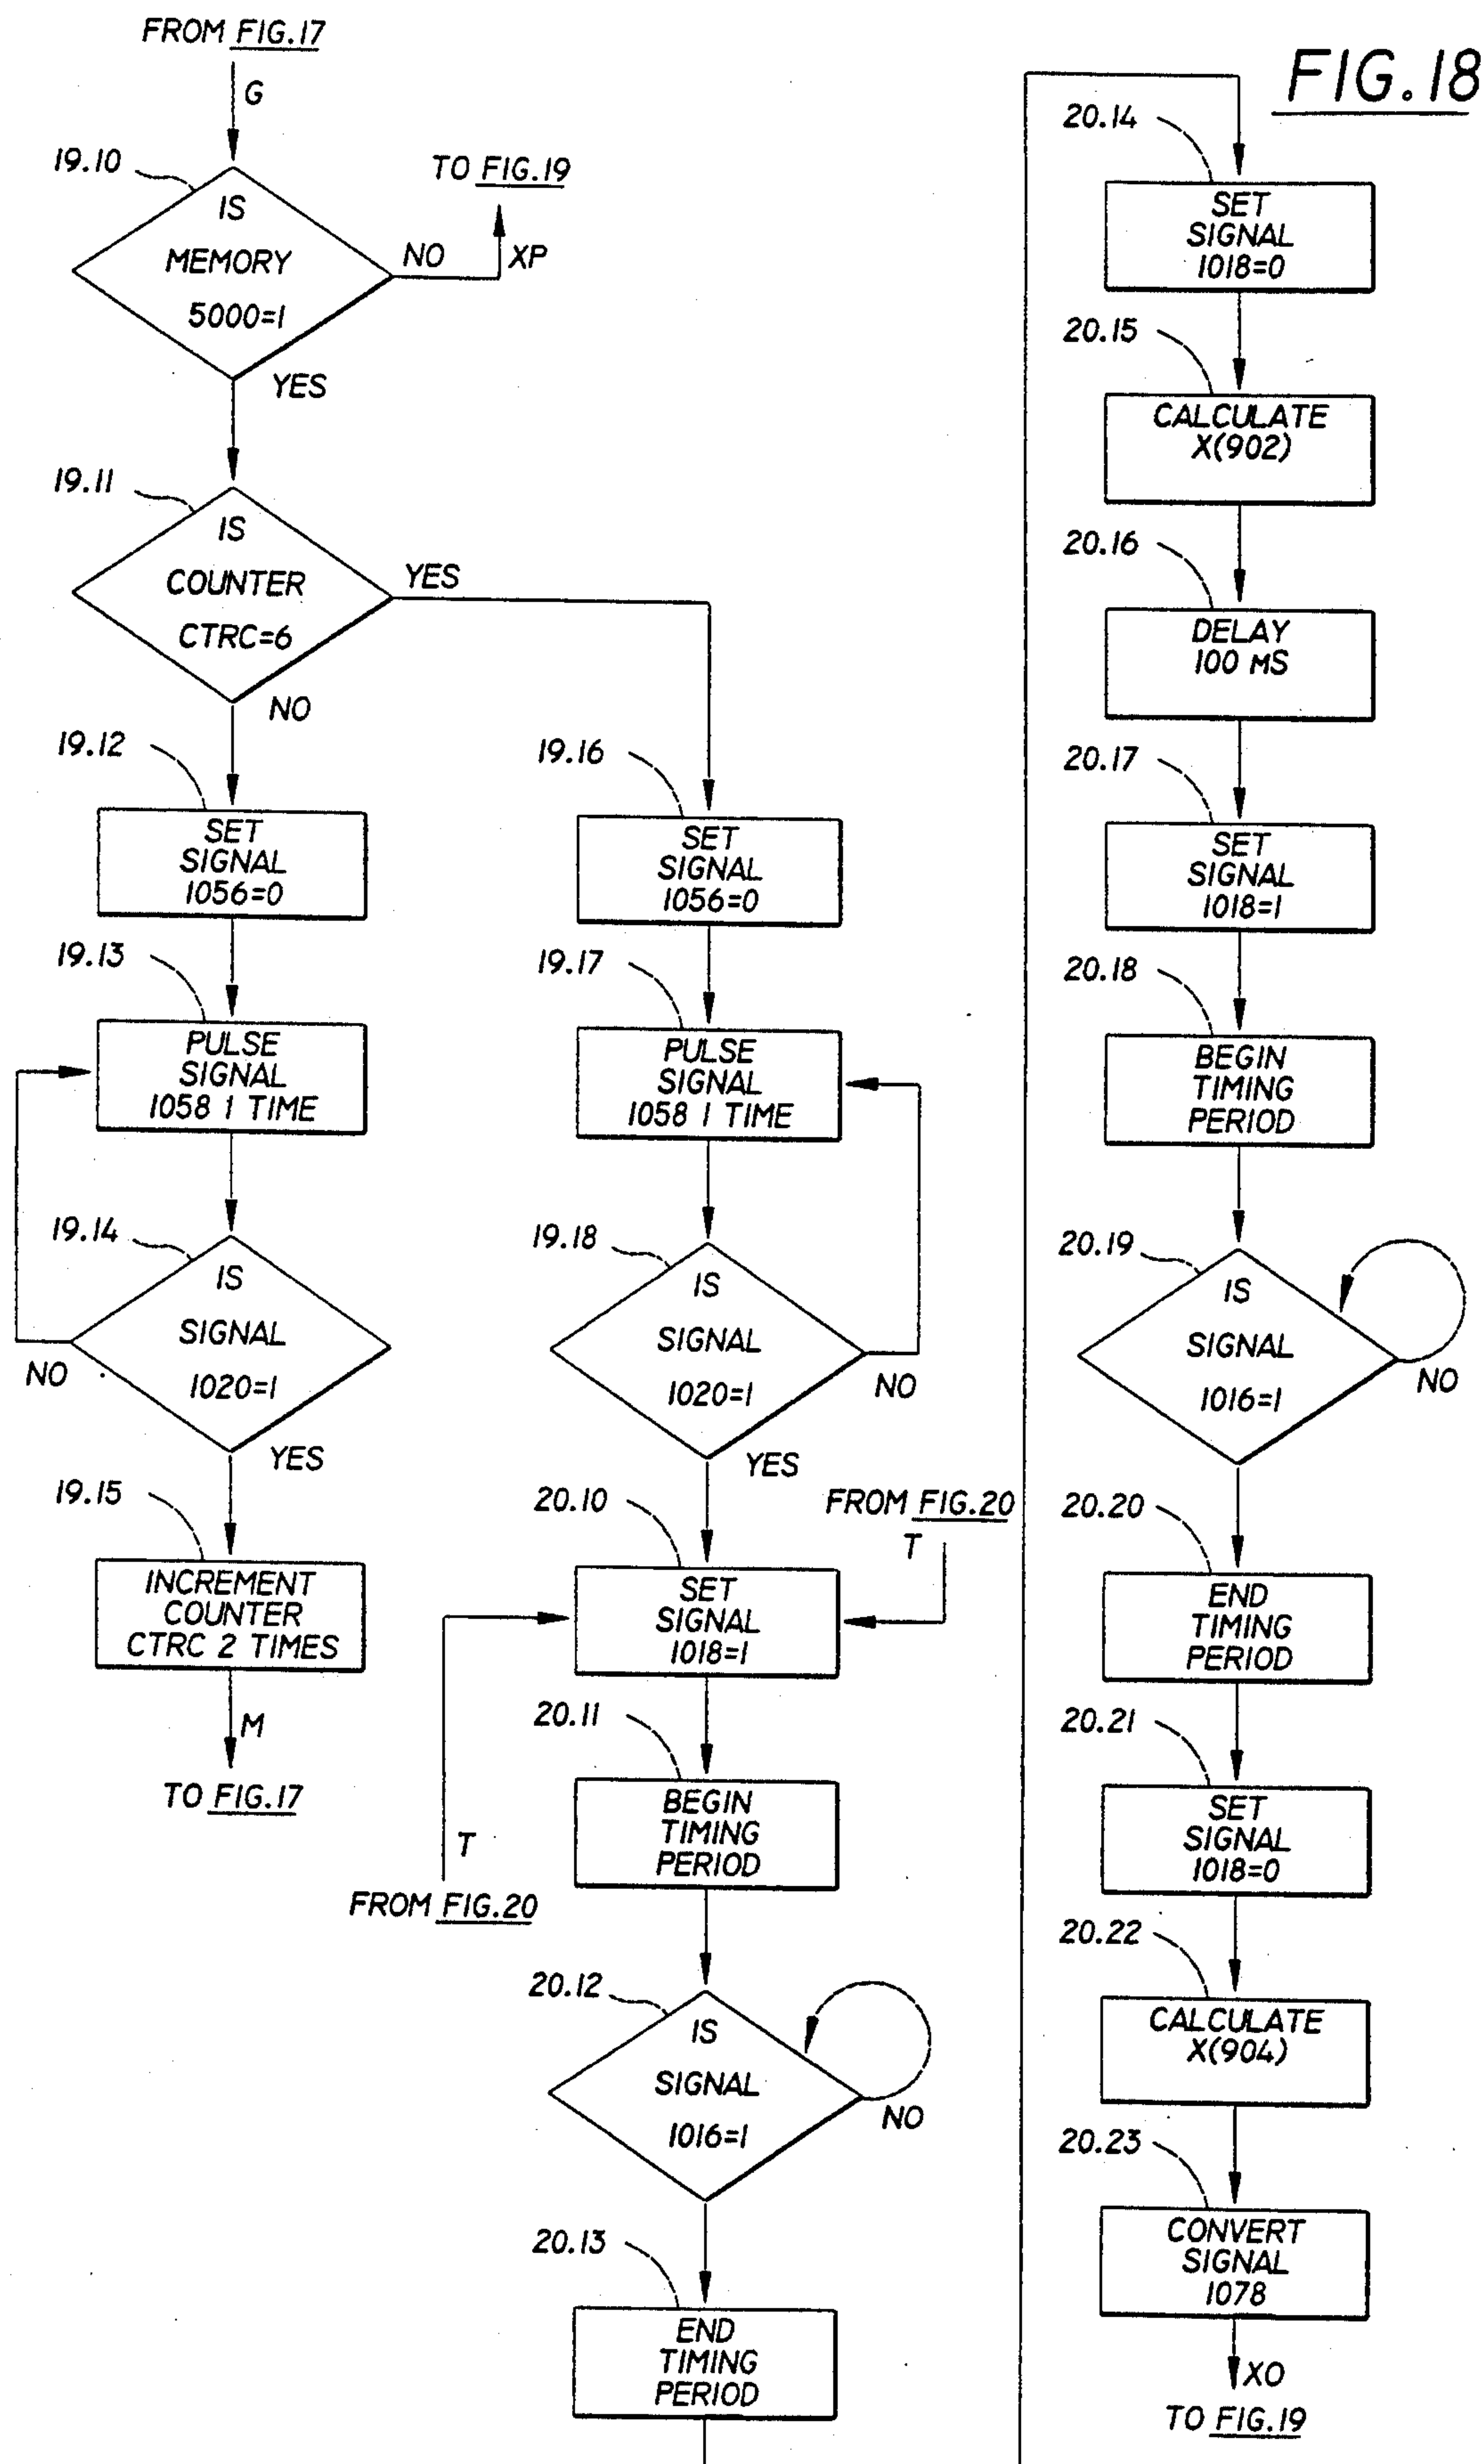 FROM FIG.17
FIG.18
G
19.10
IS
MEMORY
5000=1
NO
XP
TO FIG.19
YES
19.11
IS
COUNTER
CTRC=6
YES
NO
19.12
SET
SIGNAL
1056=0
19.13
PULSE
SIGNAL
1058 1 TIME
19.14
IS
SIGNAL
1020=1
NO
YES
19.15
INCREMENT
COUNTER
CTRC 2 TIMES
M
TO FIG.17
19.16
SET
SIGNAL
1056=0
19.17
PULSE
SIGNAL
1058 1 TIME
19.18
IS
SIGNAL
1020=1
NO
YES
20.10
FROM FIG.20
T
SET
SIGNAL
1018=1
T
FROM FIG.20
20.11
BEGIN
TIMING
PERIOD
20.12
IS
SIGNAL
1016=1
NO
20.13
END
TIMING
PERIOD
20.14
SET
SIGNAL
1018=0
20.15
CALCULATE
X(902)
20.16
DELAY
100 MS
20.17
SET
SIGNAL
1018=1
20.18
BEGIN
TIMING
PERIOD
20.19
IS
SIGNAL
1016=1
NO
20.20
END
TIMING
PERIOD
20.21
SET
SIGNAL
1018=0
20.22
CALCULATE
X(904)
20.23
CONVERT
SIGNAL
1078
XO
TO FIG.19